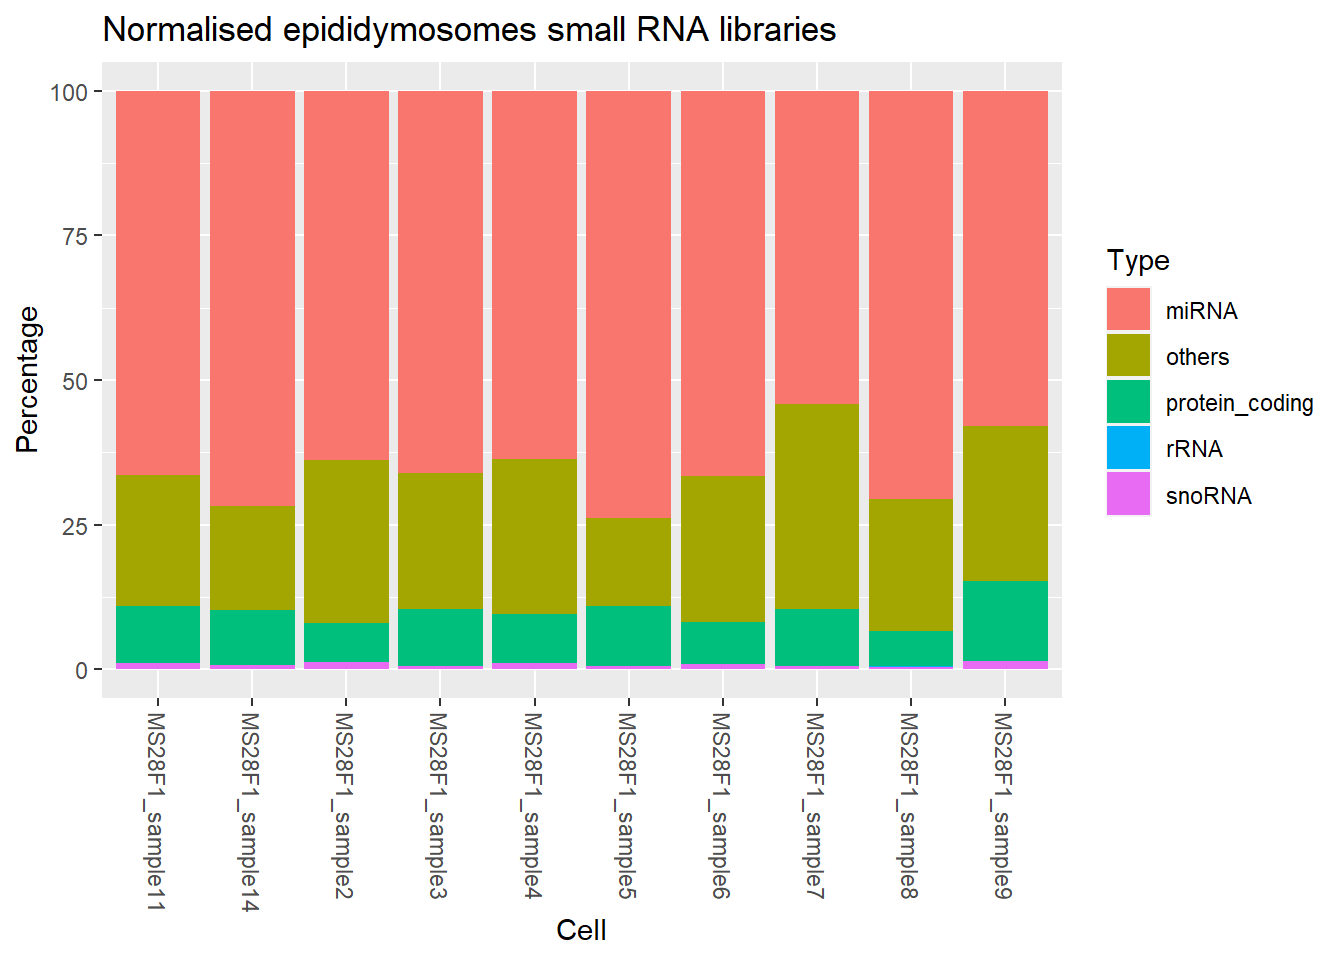 Normalised epididymosomes small RNA libraries
Percentage
100
75
50
25
0
MS28F1_sample11
MS28F1_sample14
MS28F1_sample2
MS28F1_sample3
MS28F1_sample4
MS28F1_sample5
MS28F1_sample6
MS28F1_sample7
MS28F1_sample8
MS28F1_sample9
Cell
Type
miRNA
others
protein_coding
rRNA
snoRNA